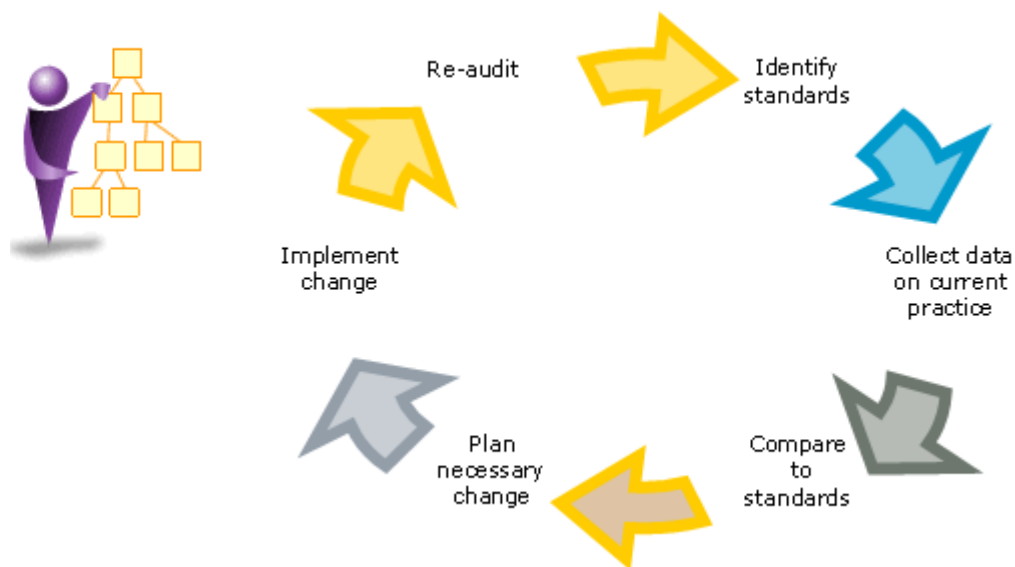 Re-audit
Identify
standards
Collect data
on current
practice
Compare
to
standards
Plan
necessary
change
Implement
change